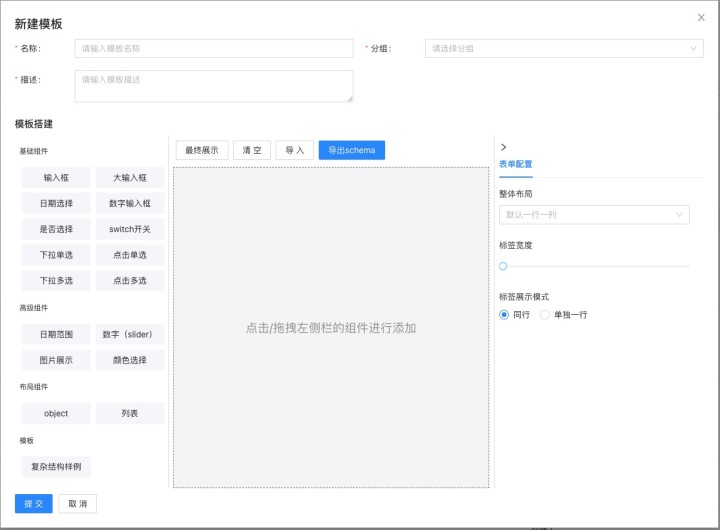 新建模板
* 名称： 请输入模板名称 * 分组： 请选择分组
* 描述： 请输入模板描述
模板搭建
基础组件
输入框 大输入框
日期选择 数字输入框
是否选择 switch开关
下拉单选 点击单选
下拉多选 点击多选
高级组件
日期范围 数字（slider）
图片展示 颜色选择
布局组件
object 列表
模板
复杂结构样例
最终展示 清 空 导 入 导出schema
点击/拖拽左侧栏的组件进行添加
表单配置
整体布局
默认一行一列
标签宽度
标签展示模式
同行 单独一行
提 交 取 消